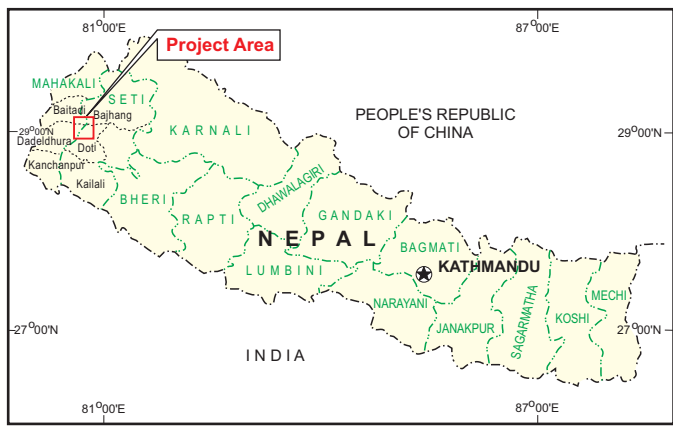 81°00'E
87°00'E
Project Area
MAHAKALI
SETI
Baitadi
Bajhang
PEOPLE'S REPUBLIC
OF CHINA
29°00'N
29°00'N
KARNALI
Dadeldhura
Doti
Kanchanpur
Kailali
DHAWALAGIRI
BHERI
RAPTI
GANDAKI
NEPAL
BAGMATI
LUMBINI
KATHMANDU
NARAYANI
MECHI
SAGARMATHA
KOSHI
JANAKPUR
27°00'N
27°00'N
INDIA
81°00'E
87°00'E